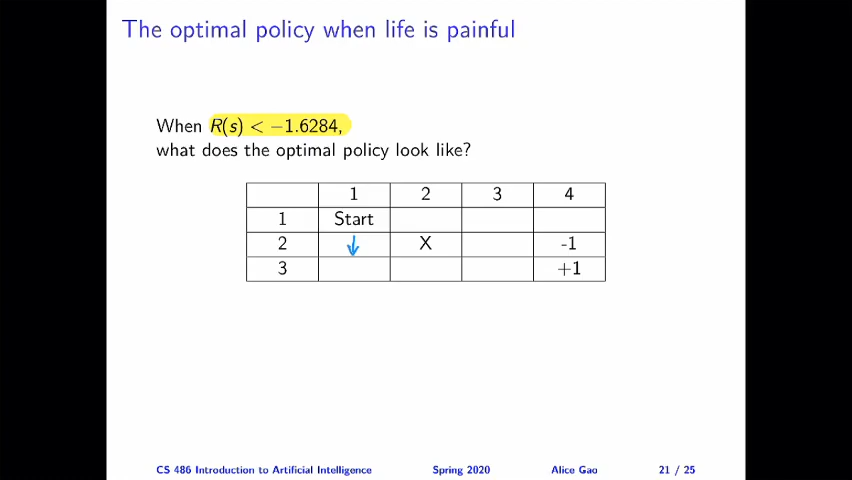 The optimal policy when life is painful
When R(s) < −1.6284,
what does the optimal policy look like?
1 2 3 4
1 Start
2 X -1
3 +1
CS 486 Introduction to Artificial Intelligence Spring 2020 Alice Gao 21 / 25